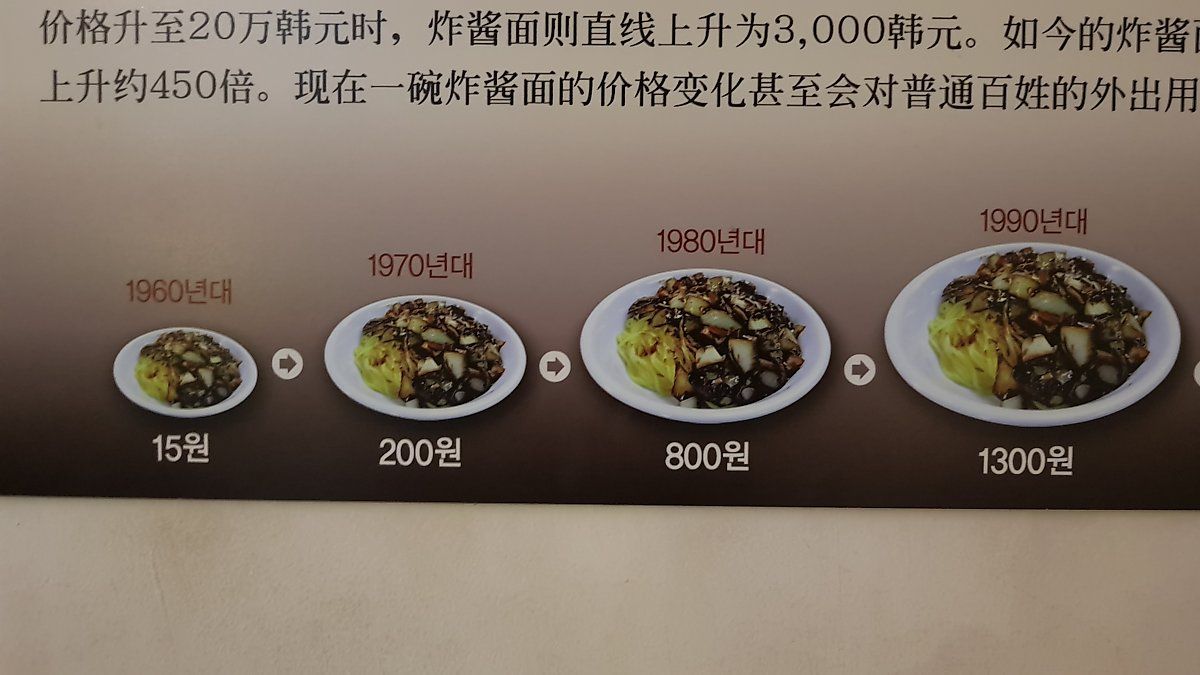 价格升至20万韩元时，炸酱面则直线上升为3,000韩元。如今的炸酱
上升约450倍。现在一碗炸酱面的价格变化甚至会对普通百姓的外出用
1960년대
1970년대
1980년대
1990년대
15원
200원
800원
1300원